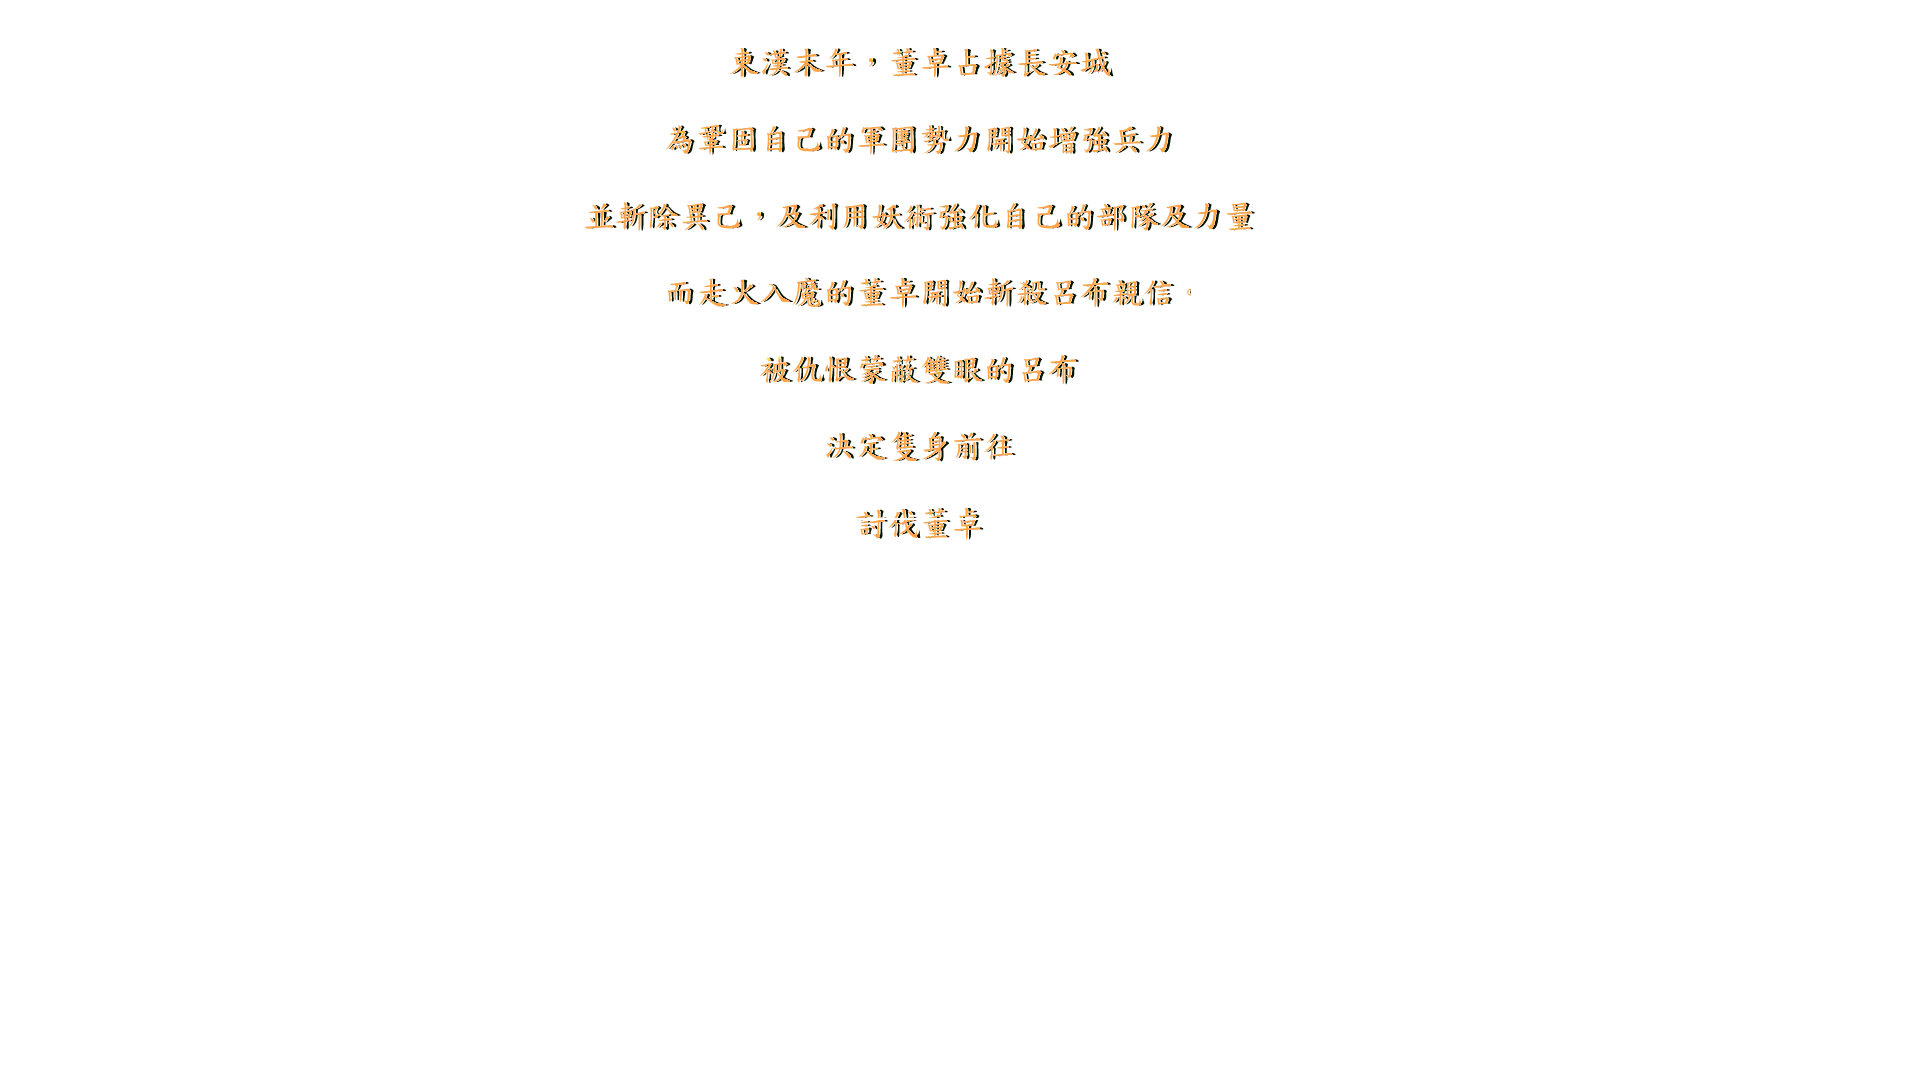 東漢末年，董卓占據長安城
為鞏固自己的軍團勢力開始增強兵力
並斬除異己，及利用妖術強化自己的部隊及力量
而走火入魔的董卓開始斬殺呂布親信。
被仇恨蒙蔽雙眼的呂布
決定隻身前往
討伐董卓